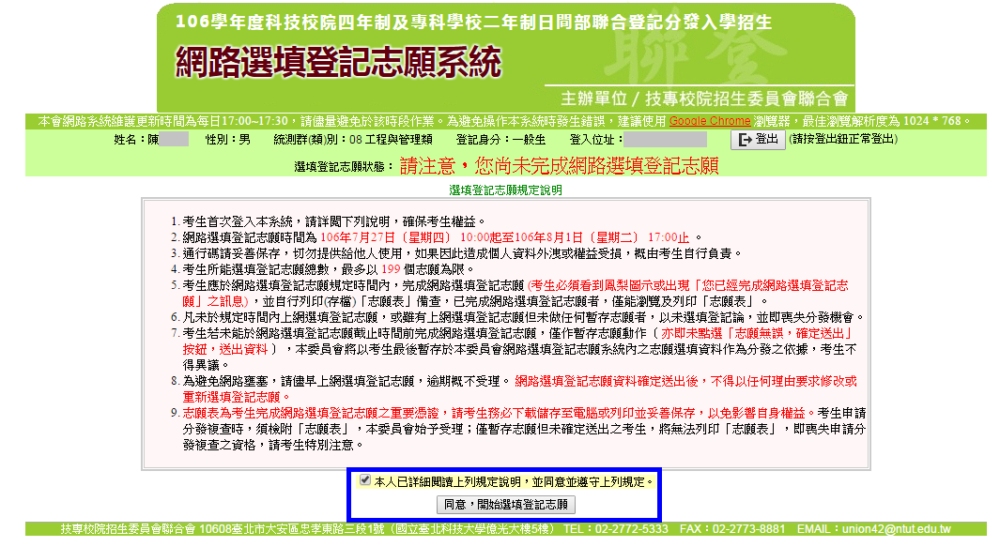 106學年度科技校院四年制及專科學校二年制日間部聯合登記分發入學招生
聯登
網路選填登記志願系統
主辦單位 / 技專校院招生委員會聯合會
本會網路系統維護更新時間為每日17:00~17:30，請儘量避免於該時段作業。為避免操作本系統時發生錯誤，建議使用 Google Chrome 瀏覽器，最佳瀏覽解析度為 1024 * 768。
姓名：陳 性別：男 統測群(類)別：08 工程與管理類 登記身分：一般生 登入位址： 登出 (請按登出鈕正常登出)
選填登記志願狀態： 請注意，您尚未完成網路選填登記志願
選填登記志願規定說明
1. 考生首次登入本系統，請詳閱下列說明，確保考生權益。
2. 網路選填登記志願時間為 106年7月27日〔星期四〕 10:00起至106年8月1日〔星期二〕 17:00止 。
3. 通行碼請妥善保存，切勿提供給他人使用，如果因此造成個人資料外洩或權益受損，概由考生自行負責。
4. 考生所能選填登記志願總數，最多以 199 個志願為限。
5. 考生應於網路選填登記志願規定時間內，完成網路選填登記志願 (考生必須看到鳳梨圖示或出現「您已經完成網路選填登記志
願」之訊息) ，並自行列印(存檔)「志願表」備查，已完成網路選填登記志願者，僅能瀏覽及列印「志願表」。
6. 凡未於規定時間內上網選填登記志願，或雖有上網選填登記志願但未做任何暫存志願者，以未選填登記論，並即喪失分發機會。
7. 考生若未能於網路選填登記志願截止時間前完成網路選填登記志願，僅作暫存志願動作〔 亦即未點選「志願無誤，確定送出」
按鈕，送出資料 〕，本委員會將以考生最後暫存於本委員會網路選填登記志願系統內之志願選填資料作為分發之依據，考生不
得異議。
8. 為避免網路壅塞，請儘早上網選填登記志願，逾期概不受理。 網路選填登記志願資料確定送出後，不得以任何理由要求修改或
重新選填登記志願。
9. 志願表為考生完成網路選填登記志願之重要憑證，請考生務必下載儲存至電腦或列印並妥善保存，以免影響自身權益。考生申請
分發複查時，須檢附「志願表」，本委員會始予受理；僅暫存志願但未確定送出之考生，將無法列印「志願表」，即喪失申請分
發複查之資格，請考生特別注意。
本人已詳細閱讀上列規定說明，並同意並遵守上列規定。
同意，開始選填登記志願
技專校院招生委員會聯合會 10608臺北市大安區忠孝東路三段1號（國立臺北科技大學億光大樓5樓） TEL：02-2772-5333 FAX：02-2773-8881 EMAIL：union42@ntut.edu.tw